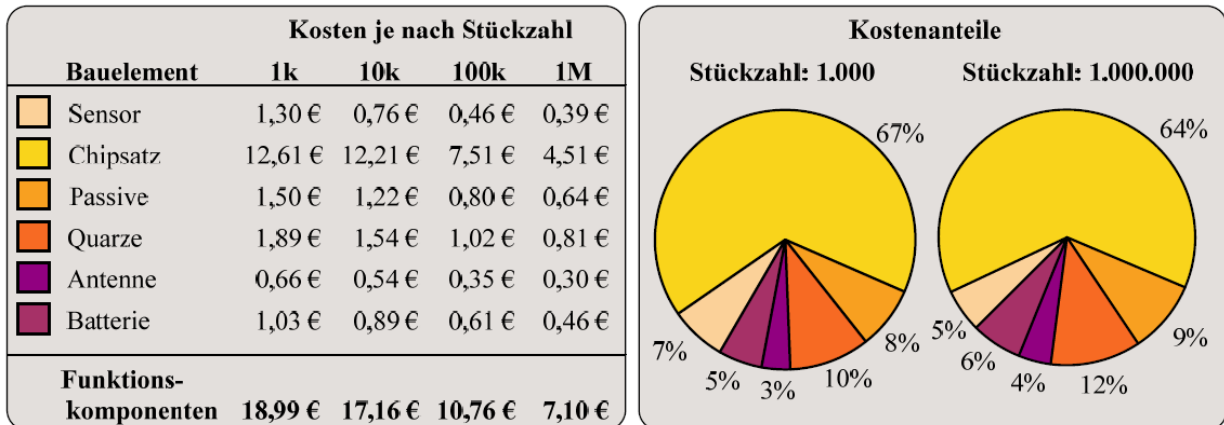 Kosten je nach Stückzahl
Bauelement 1k 10k 100k 1M
Sensor 1,30 € 0,76 € 0,46 € 0,39 €
Chipsatz 12,61 € 12,21 € 7,51 € 4,51 €
Passive 1,50 € 1,22 € 0,80 € 0,64 €
Quarze 1,89 € 1,54 € 1,02 € 0,81 €
Antenne 0,66 € 0,54 € 0,35 € 0,30 €
Batterie 1,03 € 0,89 € 0,61 € 0,46 €
Funktions-
komponenten 18,99 € 17,16 € 10,76 € 7,10 €
Kostenanteile
Stückzahl: 1.000
67%
8%
10%
3%
5%
7%
Stückzahl: 1.000.000
64%
9%
12%
4%
6%
5%